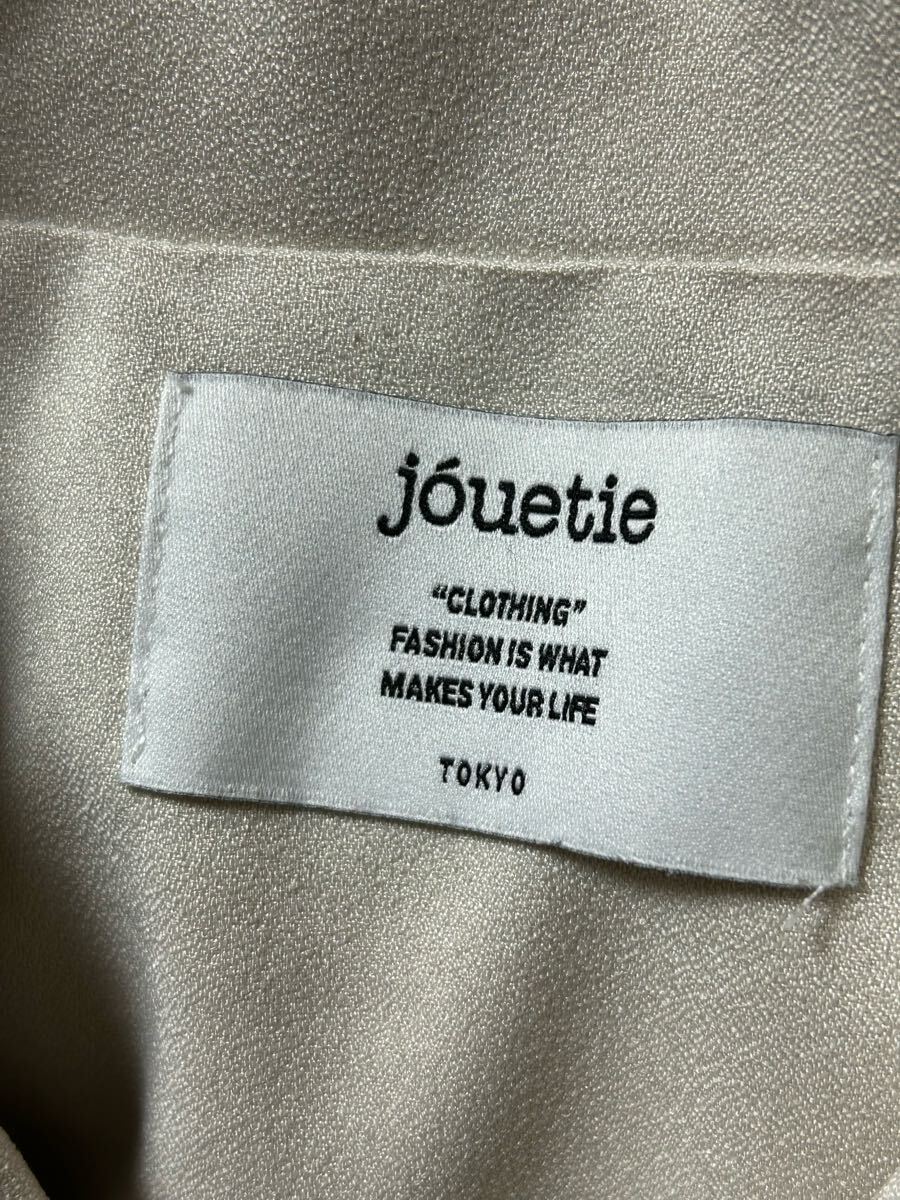 jóuetie
“CLOTHING”
FASHION IS WHAT
MAKES YOUR LIFE
TOKYO